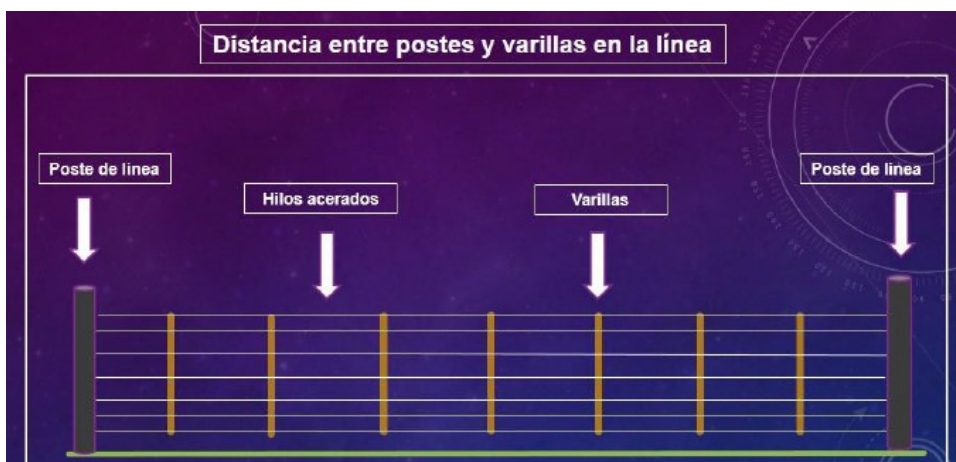 Distancia entre postes y varillas en la línea
Poste de linea
Hilos acerados
Varillas
Poste de linea